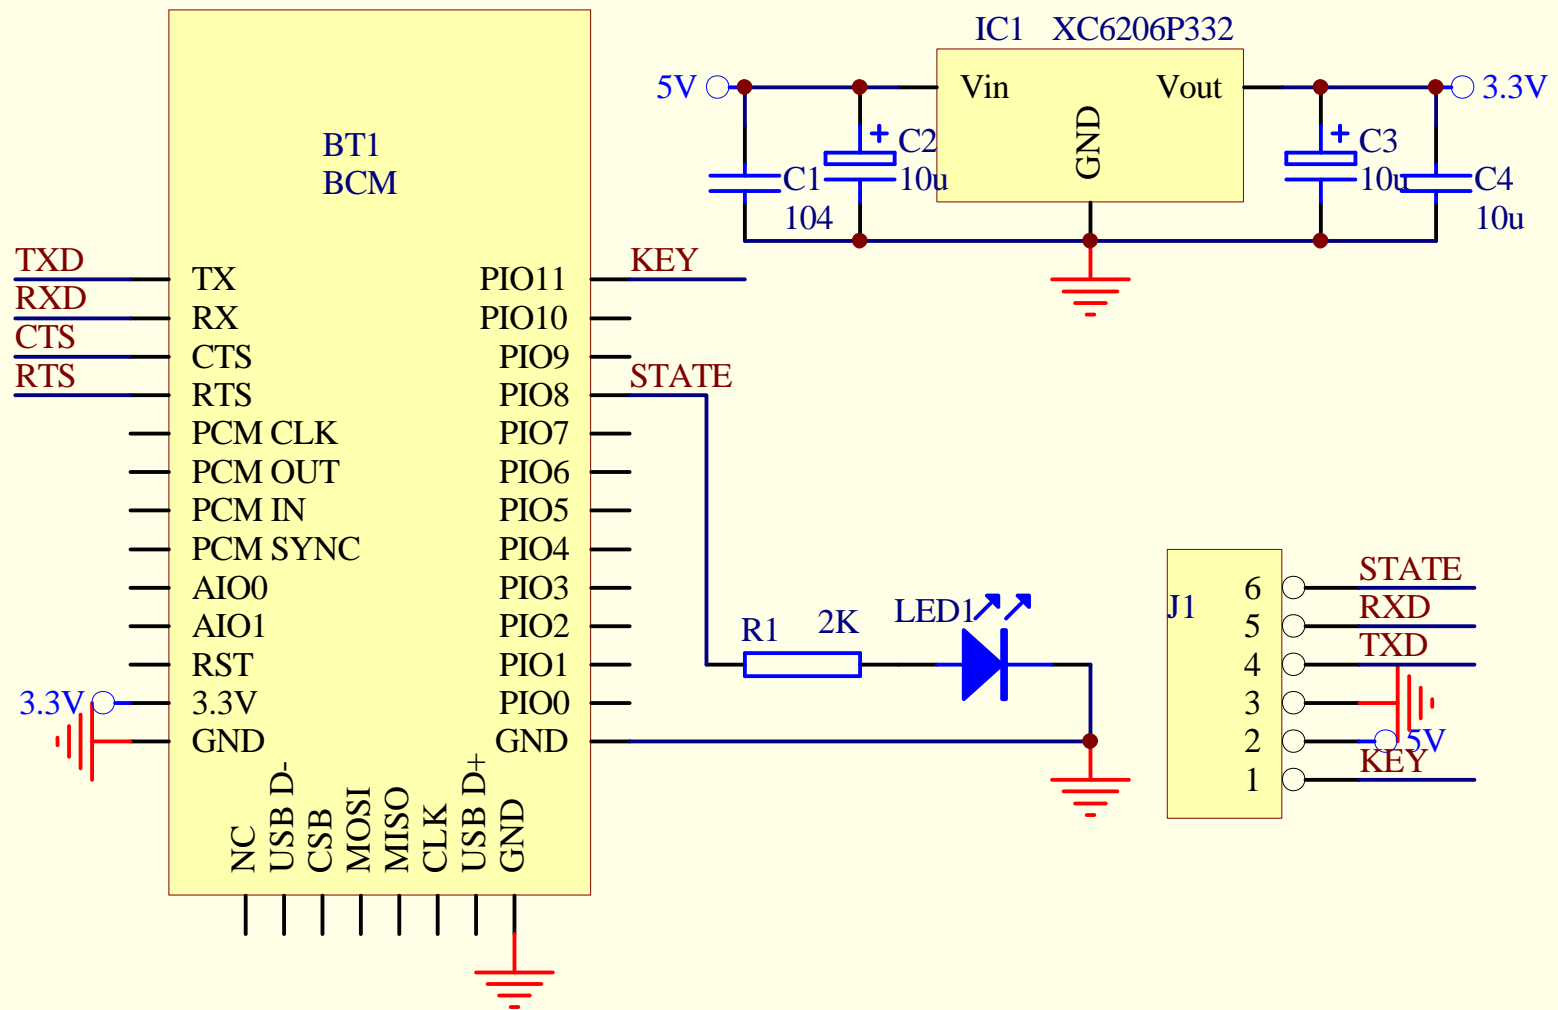 BT1
BCM
TXD
RXD
CTS
RTS
TX
RX
CTS
RTS
PCM CLK
PCM OUT
PCM IN
PCM SYNC
AIO0
AIO1
RST
3.3V
3.3V
GND
PIO11
PIO10
PIO9
PIO8
PIO7
PIO6
PIO5
PIO4
PIO3
PIO2
PIO1
PIO0
GND
NC
USB D-
CSB
MOSI
MISO
CLK
USB D+
GND
KEY
STATE
R1
2K
LED1
IC1 XC6206P332
5V
Vin
Vout
GND
3.3V
C1
104
C2
10u
C3
10u
C4
10u
J1
6
5
4
3
2
1
STATE
RXD
TXD
5V
KEY